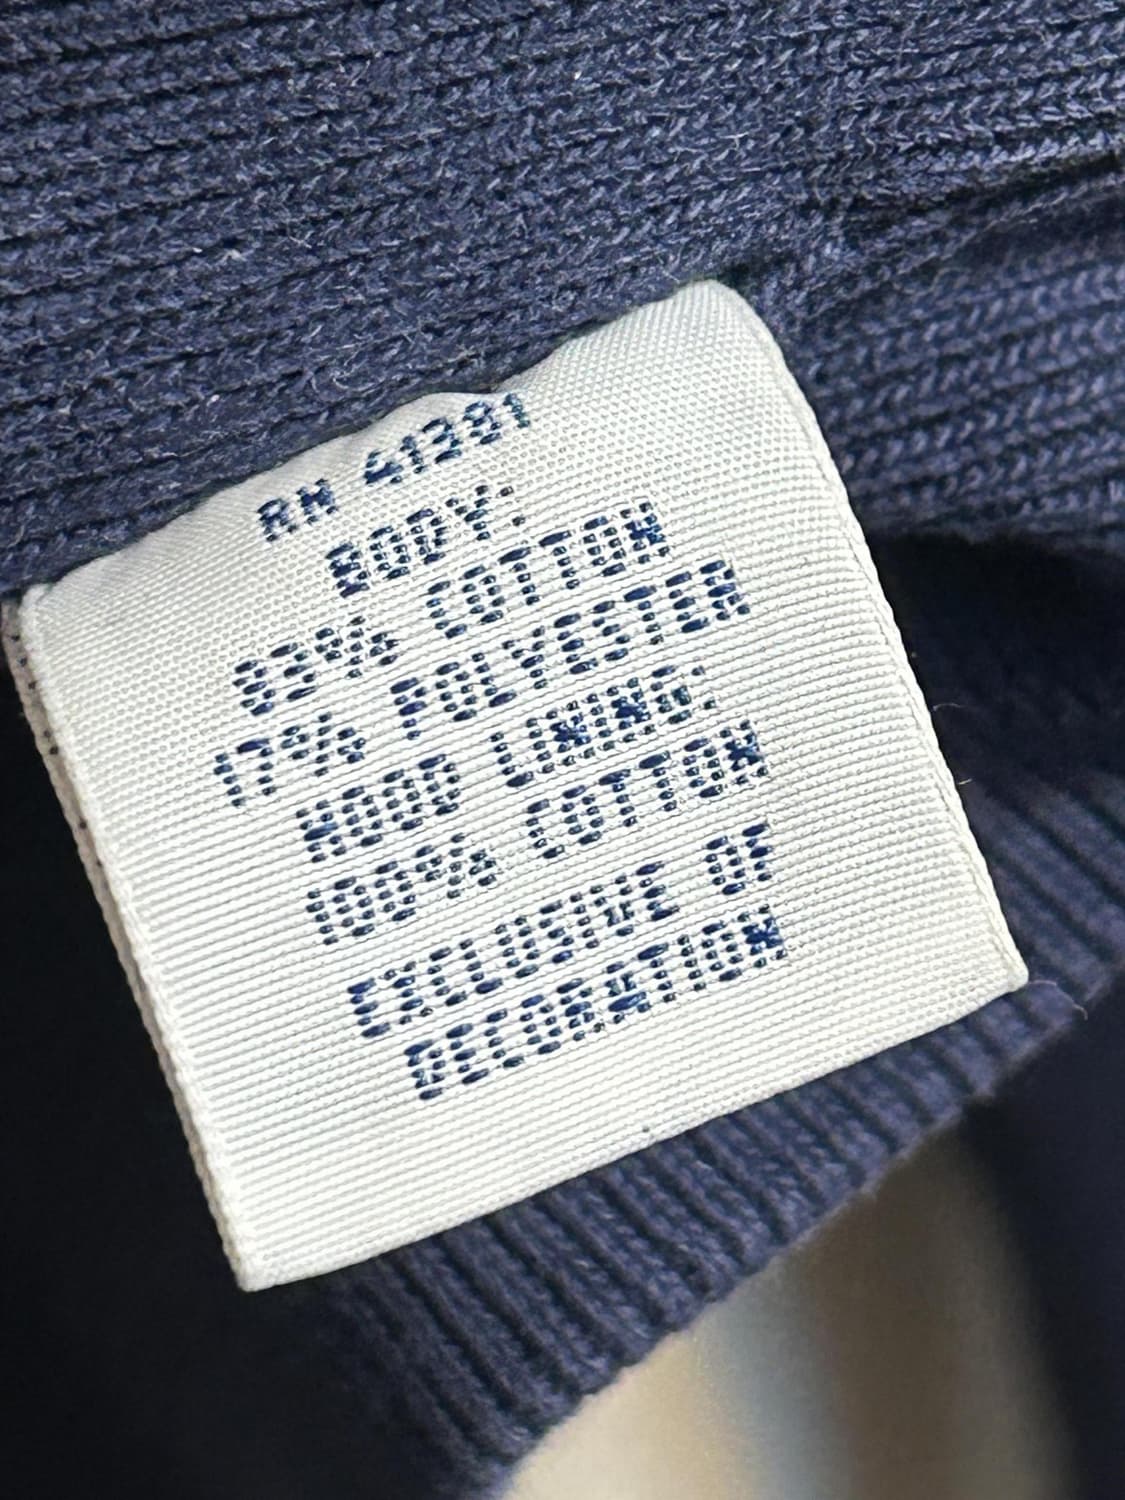 RN 41381
BODY:
83% COTTON
17% POLYESTER
HOOD LINING:
100% COTTON
EXCLUSIVE OF
DECORATION